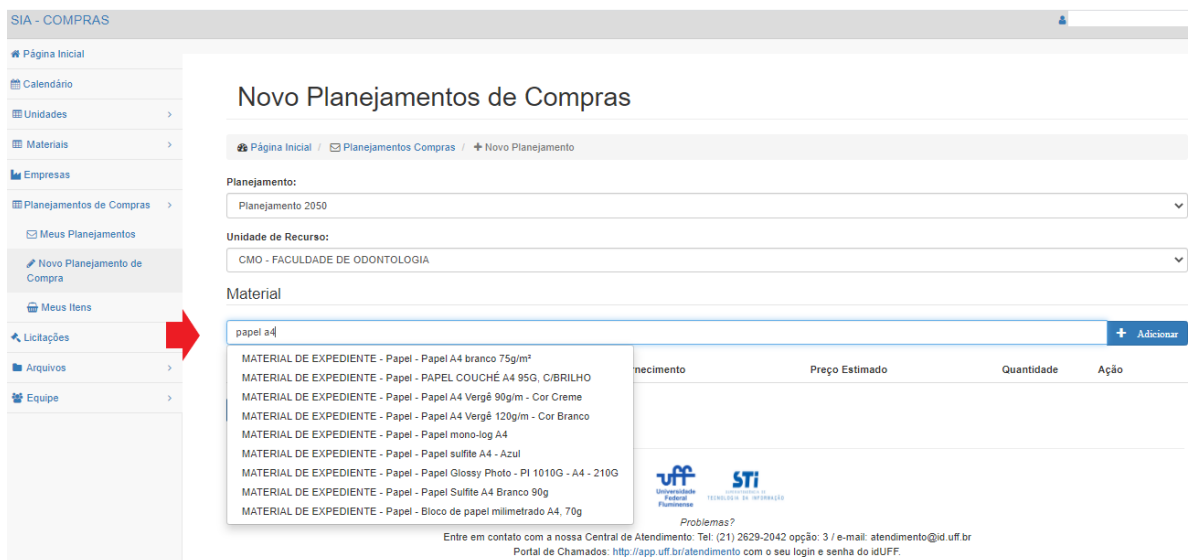 SIA - COMPRAS
Página Inicial
Calendário
Unidades
Materiais
Empresas
Planejamentos de Compras
Meus Planejamentos
Novo Planejamento de
Compra
Meus Itens
Licitações
Arquivos
Equipe
Novo Planejamentos de Compras
Página Inicial / Planejamentos Compras / + Novo Planejamento
Planejamento:
Planejamento 2050
Unidade de Recurso:
CMO - FACULDADE DE ODONTOLOGIA
Material
papel a4
+ Adicionar
MATERIAL DE EXPEDIENTE - Papel - Papel A4 branco 75g/m²
MATERIAL DE EXPEDIENTE - Papel - PAPEL COUCHÉ A4 95G, C/BRILHO
MATERIAL DE EXPEDIENTE - Papel - Papel A4 Vergê 90g/m - Cor Creme
MATERIAL DE EXPEDIENTE - Papel - Papel A4 Vergê 120g/m - Cor Branco
MATERIAL DE EXPEDIENTE - Papel - Papel mono-log A4
MATERIAL DE EXPEDIENTE - Papel - Papel sulfite A4 - Azul
MATERIAL DE EXPEDIENTE - Papel - Papel Glossy Photo - PI 1010G - A4 - 210G
MATERIAL DE EXPEDIENTE - Papel - Papel Sulfite A4 Branco 90g
MATERIAL DE EXPEDIENTE - Papel - Bloco de papel milimetrado A4, 70g
necimento Preço Estimado Quantidade Ação
uff
Universidade
Federal
Fluminense
STi
TECNOLOGIA DA INFORMAÇÃO
Problemas?
Entre em contato com a nossa Central de Atendimento: Tel: (21) 2629-2042 opção: 3 / e-mail: atendimento@id.uff.br
Portal de Chamados: http://app.uff.br/atendimento com o seu login e senha do idUFF.